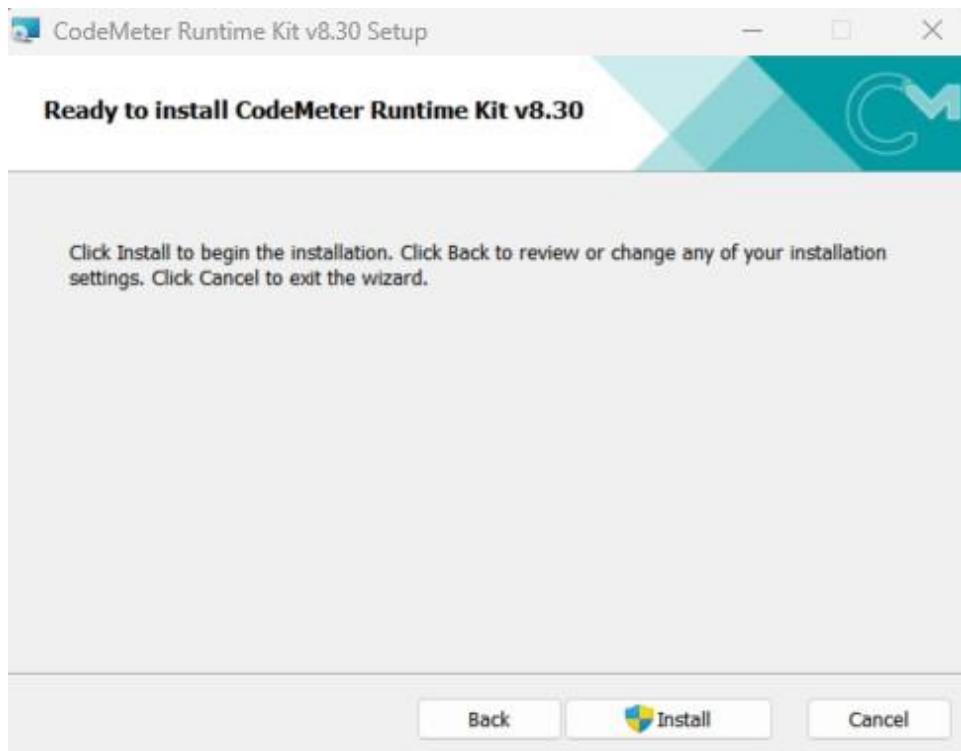 CodeMeter Runtime Kit v8.30 Setup
Ready to install CodeMeter Runtime Kit v8.30
CM
Click Install to begin the installation. Click Back to review or change any of your installation
settings. Click Cancel to exit the wizard.
Back
Install
Cancel